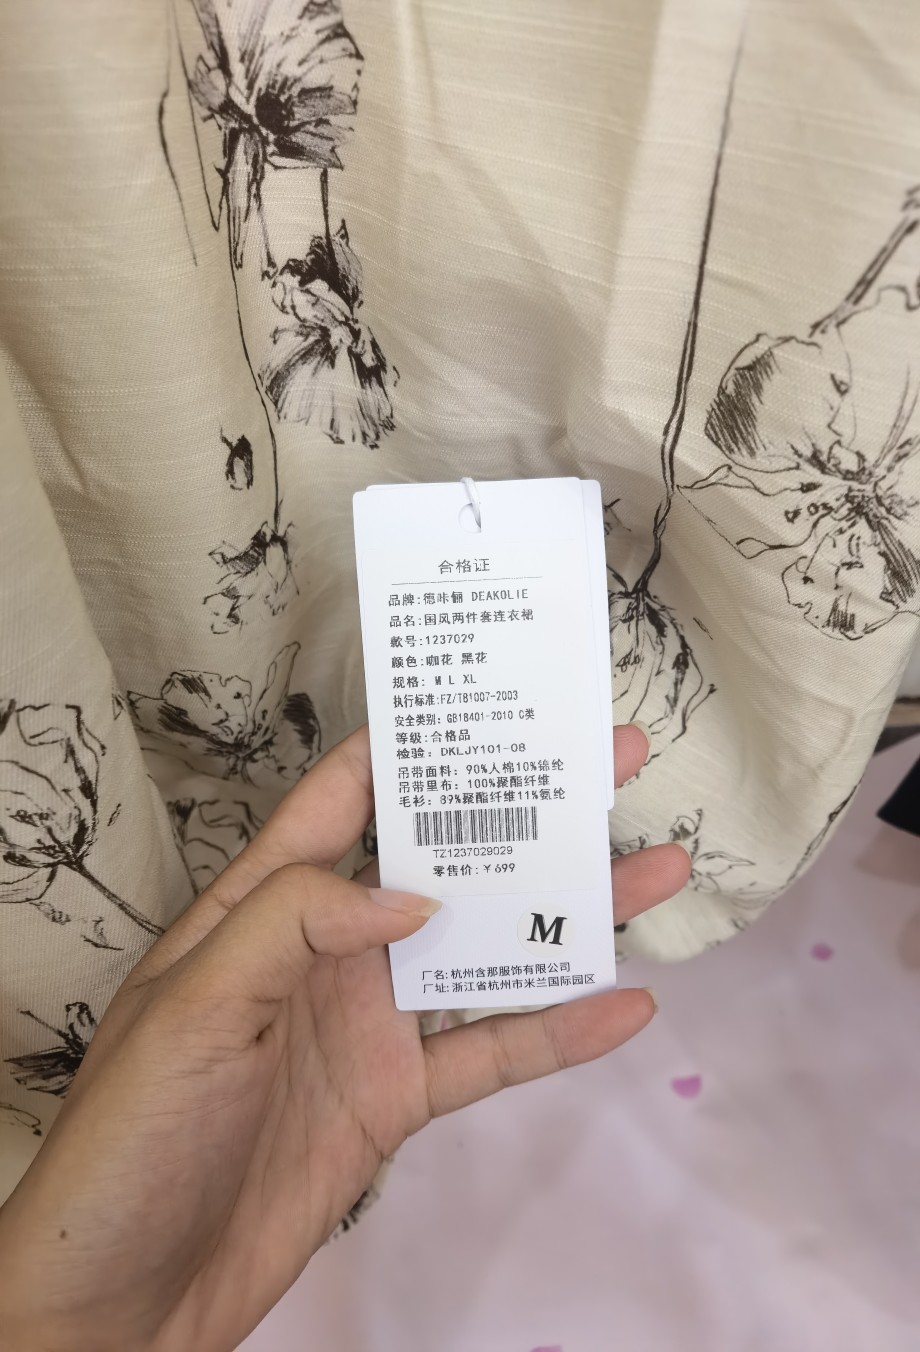 合格证
品牌:德咔俪 DEAKOLIE
品名:国风两件套连衣裙
款号:1237029
颜色:咖花 黑花
规格: M L XL
执行标准:FZ/T81007-2003
安全类别: GB18401-2010 C类
等级:合格品
检验: DKLJY101-08
吊带面料: 90%人棉10%锦纶
吊带里布: 100%聚酯纤维
毛衫: 89%聚酯纤维11%氨纶
TZ1237029029
零售价:¥699
M
厂名:杭州含那服饰有限公司
厂址:浙江省杭州市米兰国际园区